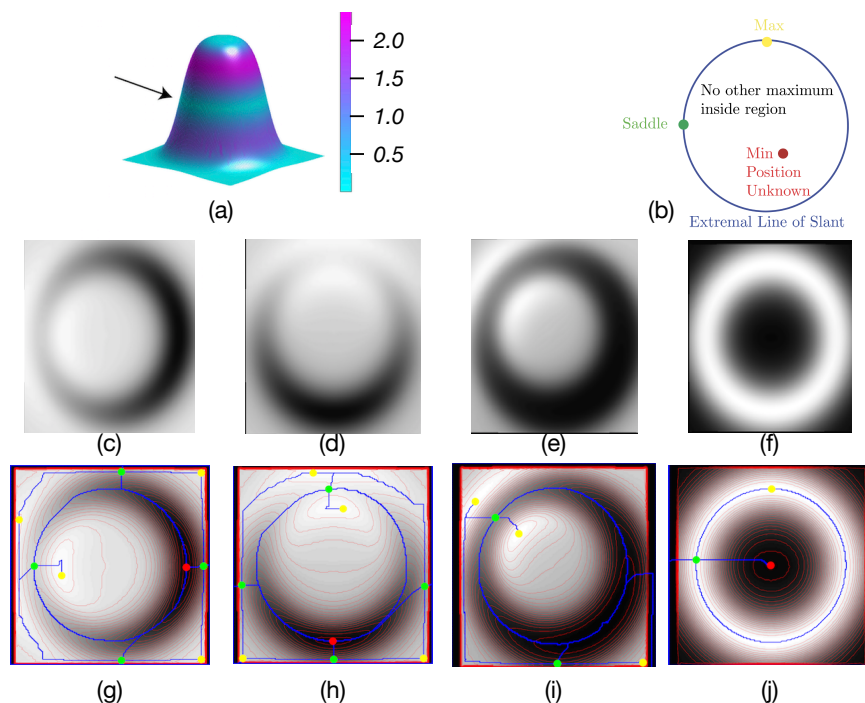 2.0
1.5
1.0
0.5
(a)
Max
No other maximum
inside region
Saddle
Min
Position
Unknown
(b)
Extremal Line of Slant
(c)
(d)
(e)
(f)
(g)
(h)
(i)
(j)